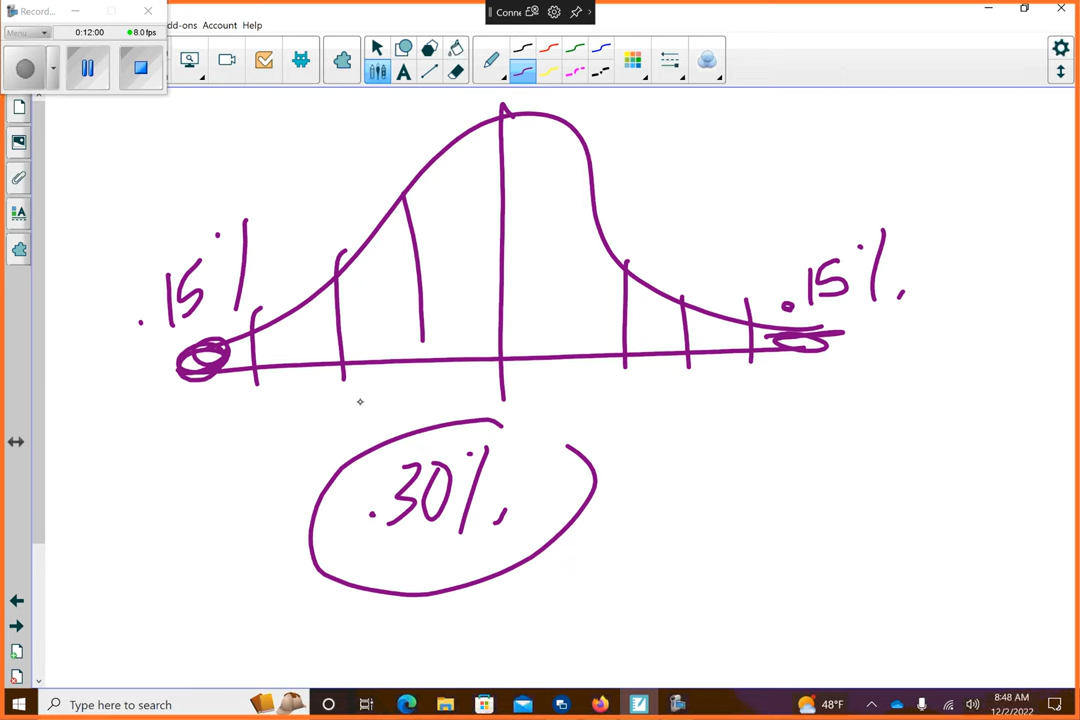 Record...
Menu
0:12:00
8.0 fps
dd-ons Account Help
Conne
.15%
.15%
.30%
Type here to search
48°F
8:48 AM
12/2/2022